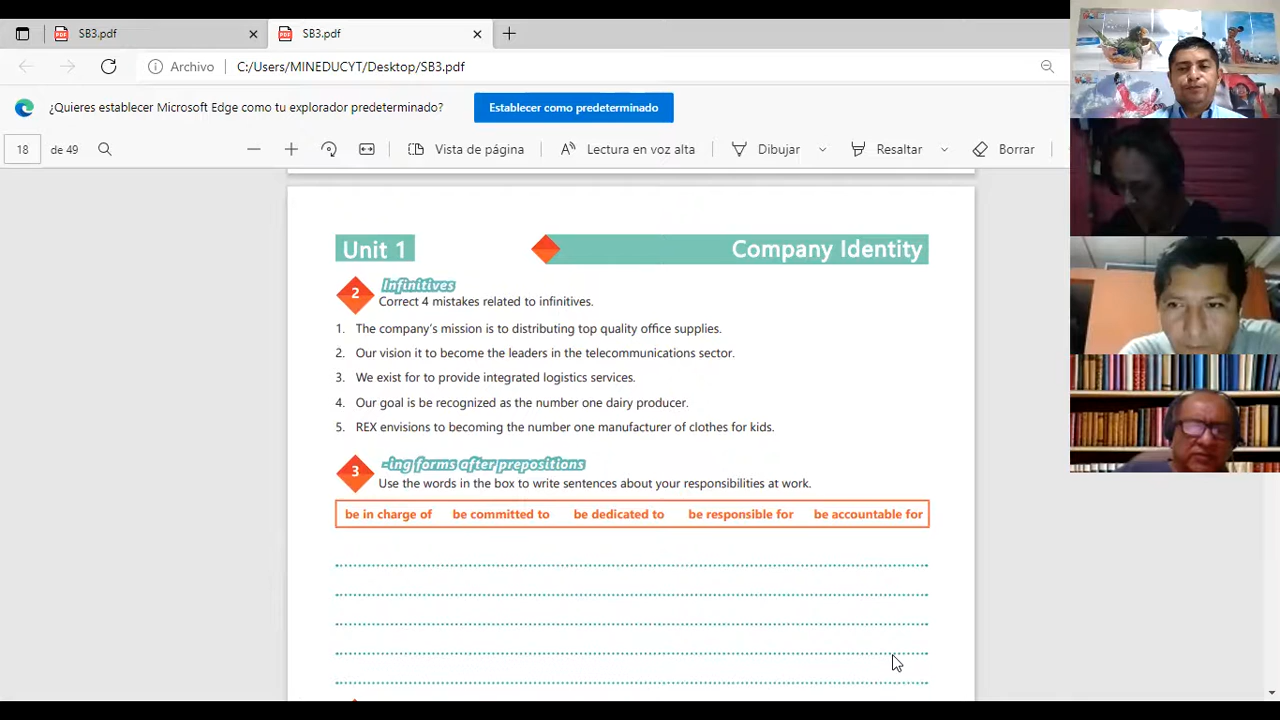 SB3.pdf
SB3.pdf
Archivo
C:/Users/MINEDUCYT/Desktop/SB3.pdf
¿Quieres establecer Microsoft Edge como tu explorador predeterminado?
Establecer como predeterminado
18
de 49
Vista de página
Lectura en voz alta
Dibujar
Resaltar
Borrar
Unit 1
Company Identity
2
Infinitives
Correct 4 mistakes related to infinitives.
1. The company's mission is to distributing top quality office supplies.
2. Our vision it to become the leaders in the telecommunications sector.
3. We exist for to provide integrated logistics services.
4. Our goal is be recognized as the number one dairy producer.
5. REX envisions to becoming the number one manufacturer of clothes for kids.
3
-ing forms after prepositions
Use the words in the box to write sentences about your responsibilities at work.
be in charge of be committed to be dedicated to be responsible for be accountable for